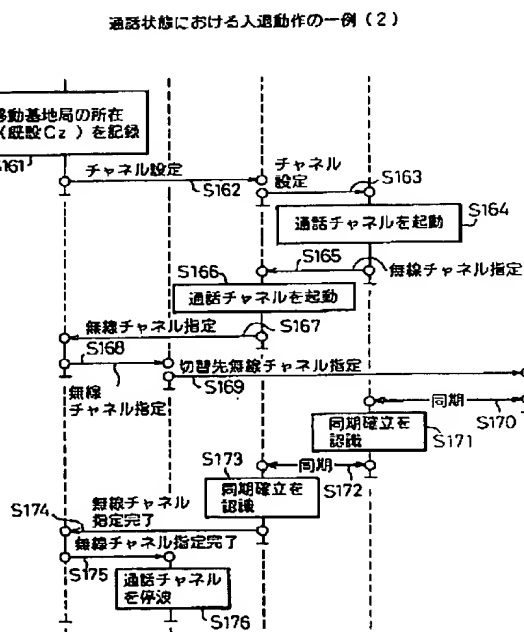 通話状態における入退動作の一例(2)
移動基地局の所在
(既設Cz)を記録
S161
チャネル設定
S162
チャネル
設定
S163
通話チャネルを起動
S164
S165
無線チャネル指定
S166
通話チャネルを起動
無線チャネル指定
S167
S168
無線
チャネル指定
切替先無線チャネル指定
S169
同期
S170
同期確立を
認識
S171
S173
同期
S172
同期確立を
認識
S174
無線チャネル
指定完了
無線チャネル指定完了
S175
通話チャネル
を停波
S176